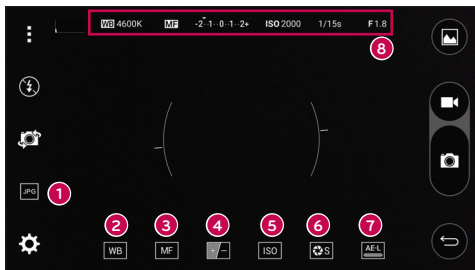 WB 4600K MF -2··1··0··1··2+ ISO 2000 1/15s F1.8
8
JPG 1
2 3 4 5 6 7
WB MF +/- ISO S AE-L